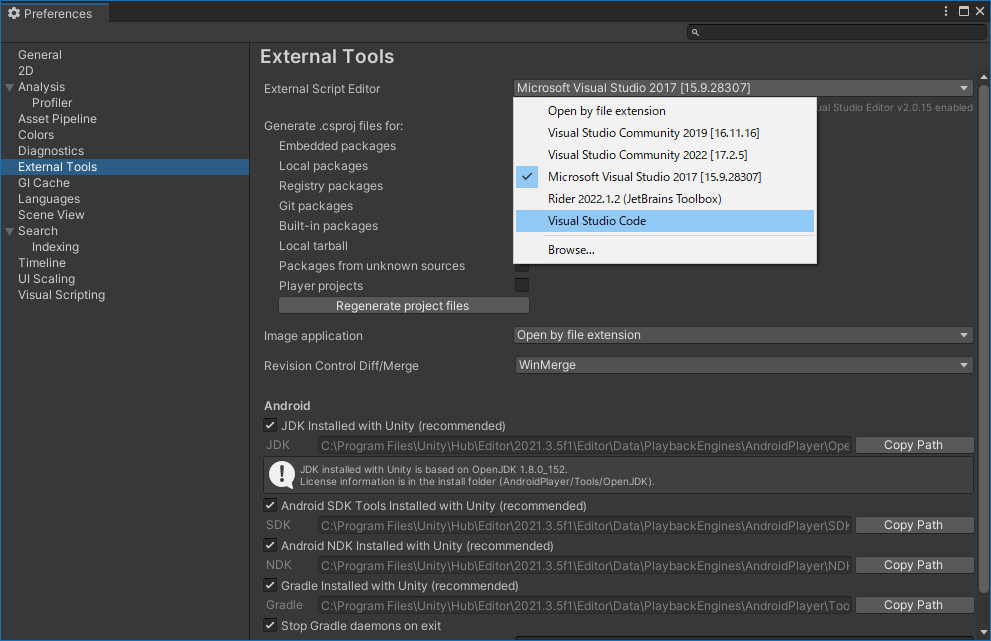 Preferences
General
2D
Analysis
Profiler
Asset Pipeline
Colors
Diagnostics
External Tools
GI Cache
Languages
Scene View
Search
Indexing
Timeline
UI Scaling
Visual Scripting
External Tools
External Script Editor
Microsoft Visual Studio 2017 [15.9.28307]
ual Studio Editor v2.0.15 enabled
Open by file extension
Visual Studio Community 2019 [16.11.16]
Visual Studio Community 2022 [17.2.5]
Microsoft Visual Studio 2017 [15.9.28307]
Rider 2022.1.2 (JetBrains Toolbox)
Visual Studio Code
Browse...
Generate .csproj files for:
Embedded packages
Local packages
Registry packages
Git packages
Built-in packages
Local tarball
Packages from unknown sources
Player projects
Regenerate project files
Image application
Open by file extension
Revision Control Diff/Merge
WinMerge
Android
JDK Installed with Unity (recommended)
JDK
C:\Program Files\Unity\Hub\Editor\2021.3.5f1\Editor\Data\PlaybackEngines\AndroidPlayer\Ope
Copy Path
JDK installed with Unity is based on OpenJDK 1.8.0_152.
License information is in the install folder (AndroidPlayer/Tools/OpenJDK).
Android SDK Tools Installed with Unity (recommended)
SDK
C:\Program Files\Unity\Hub\Editor\2021.3.5f1\Editor\Data\PlaybackEngines\AndroidPlayer\SDK
Copy Path
Android NDK Installed with Unity (recommended)
NDK
C:\Program Files\Unity\Hub\Editor\2021.3.5f1\Editor\Data\PlaybackEngines\AndroidPlayer\NDK
Copy Path
Gradle Installed with Unity (recommended)
Gradle
C:\Program Files\Unity\Hub\Editor\2021.3.5f1\Editor\Data\PlaybackEngines\AndroidPlayer\Too
Copy Path
Stop Gradle daemons on exit